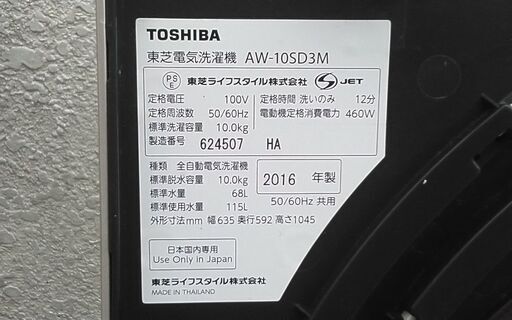 TOSHIBA
東芝電気洗濯機 AW-10SD3M
PS E 東芝ライフスタイル株式会社 S JET
定格電圧 100V 定格時間 洗いのみ 12分
定格周波数 50/60Hz 電動機定格消費電力 460W
標準洗濯容量 10.0kg
製造番号 624507 HA
種類 全自動電気洗濯機
標準脱水容量 10.0kg 2016 年製
標準水量 68L
標準使用水量 115L 50/60Hz 共用
外形寸法mm 幅635 奥行592 高さ1045
日本国内専用
Use Only in Japan
東芝ライフスタイル株式会社
MADE IN THAILAND